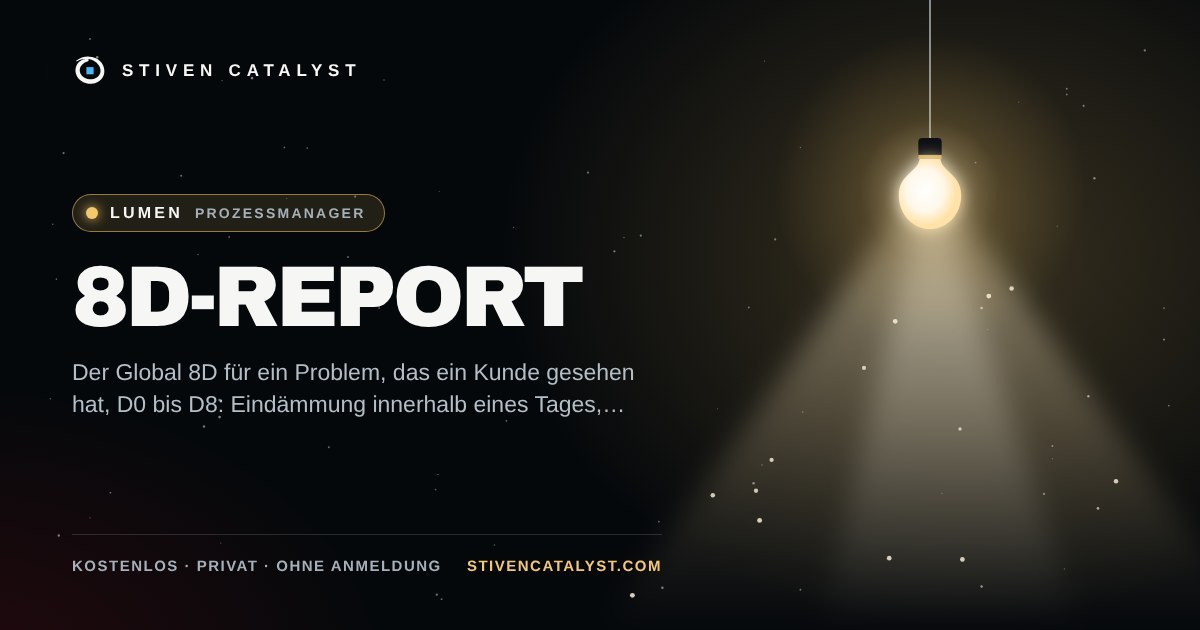 STIVEN CATALYST
LUMEN PROZESSMANAGER
8D-REPORT
Der Global 8D für ein Problem, das ein Kunde gesehen
hat, D0 bis D8: Eindämmung innerhalb eines Tages,…
KOSTENLOS · PRIVAT · OHNE ANMELDUNG STIVENCATALYST.COM